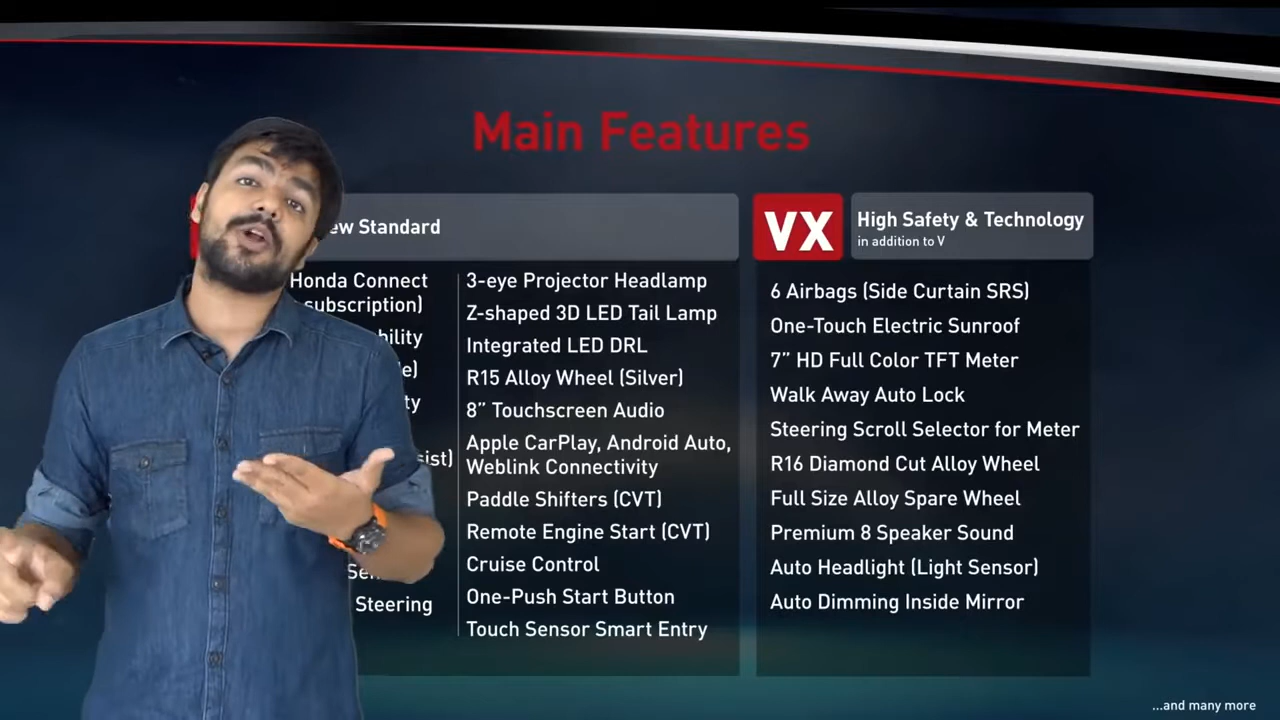 Main Features
Standard
Honda Connect
subscription)
3-eye Projector Headlamp
Z-shaped 3D LED Tail Lamp
Integrated LED DRL
R15 Alloy Wheel (Silver)
8” Touchscreen Audio
Apple CarPlay, Android Auto,
Weblink Connectivity
Paddle Shifters (CVT)
Remote Engine Start (CVT)
Cruise Control
One-Push Start Button
Touch Sensor Smart Entry
Steering
VX
High Safety & Technology
in addition to V
6 Airbags (Side Curtain SRS)
One-Touch Electric Sunroof
7” HD Full Color TFT Meter
Walk Away Auto Lock
Steering Scroll Selector for Meter
R16 Diamond Cut Alloy Wheel
Full Size Alloy Spare Wheel
Premium 8 Speaker Sound
Auto Headlight (Light Sensor)
Auto Dimming Inside Mirror
...and many more